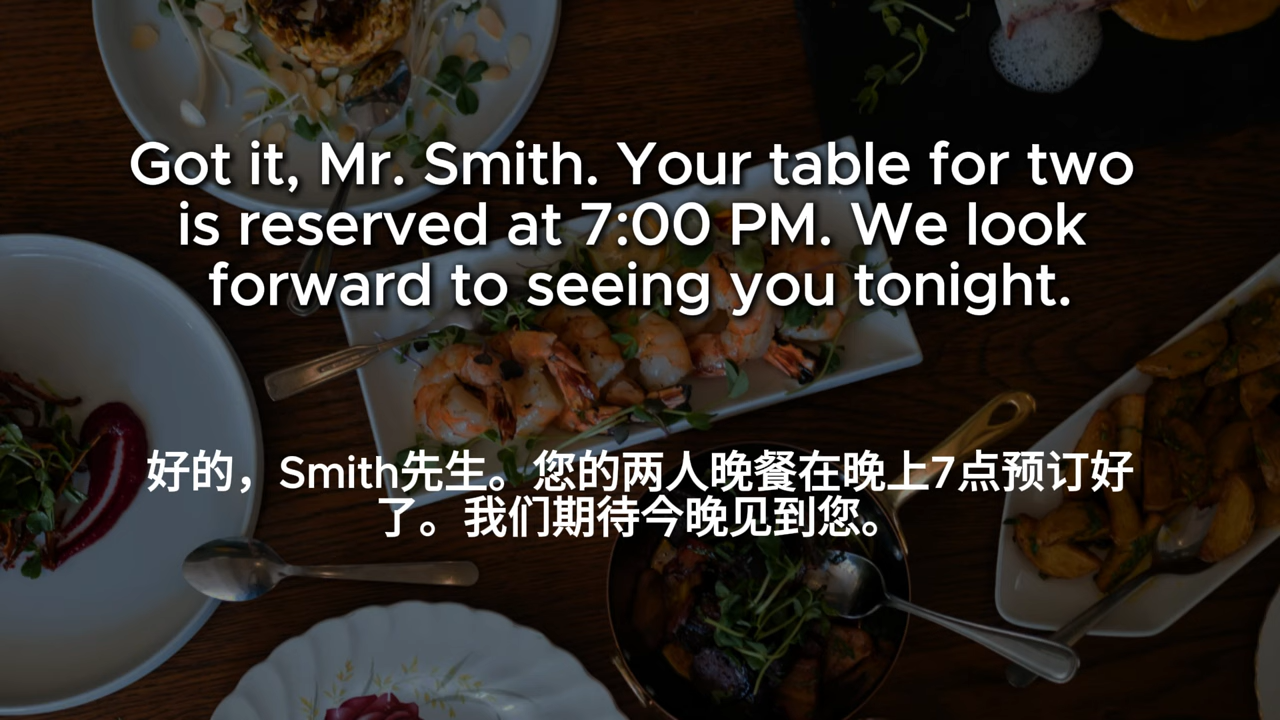 Got it, Mr. Smith. Your table for two
is reserved at 7:00 PM. We look
forward to seeing you tonight.
好的，Smith先生。您的两人晚餐在晚上7点预订好
了。我们期待今晚见到您。